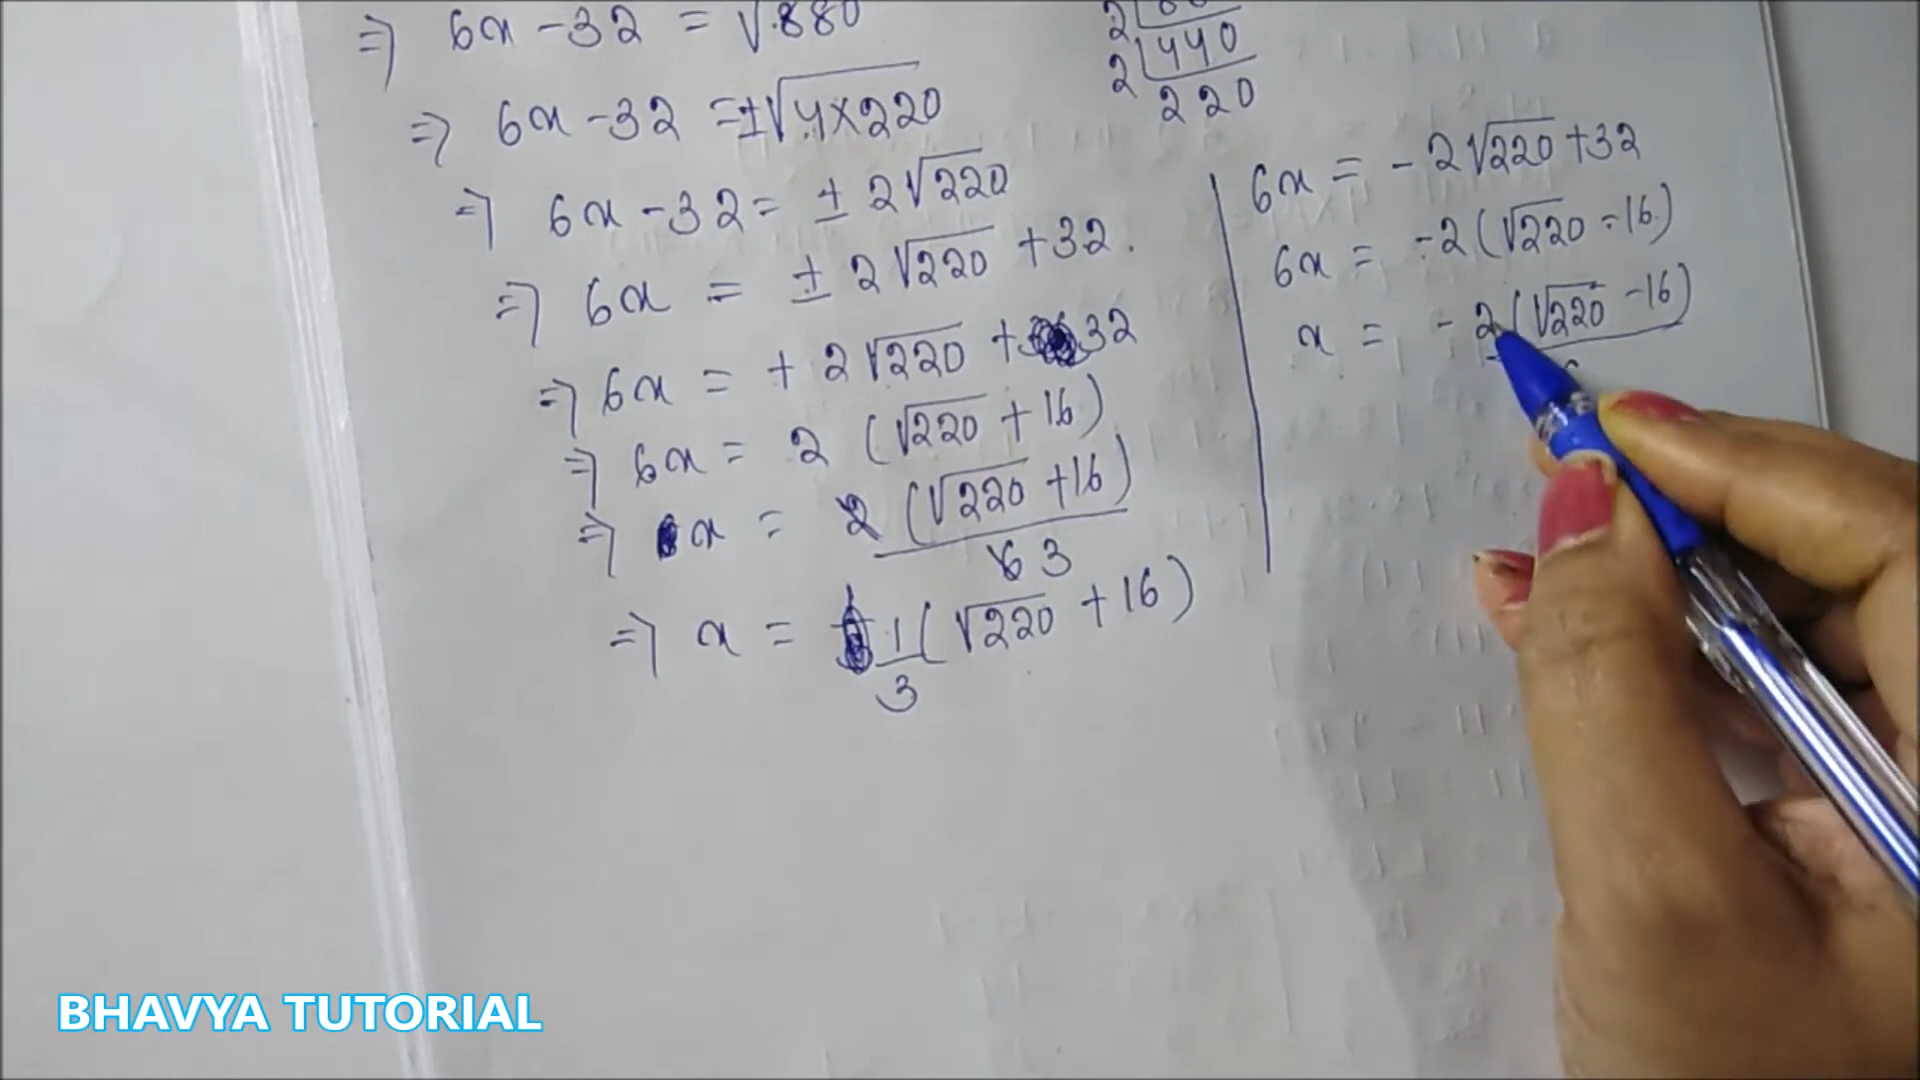 ⇒ 6x - 32 = √880
⇒ 6x - 32 = ±√4×220
⇒ 6x - 32 = ± 2√220
⇒ 6x = ± 2√220 + 32.
⇒ 6x = + 2√220 + 32
⇒ 6x = 2 (√220 + 16)
⇒ x = 2 (√220 + 16)
6 3
⇒ x = 1 (√220 + 16)
3
2
2 440
220
6x = - 2√220 + 32
6x = - 2 (√220 - 16)
x = - 2 (√220 - 16)
BHAVYA TUTORIAL